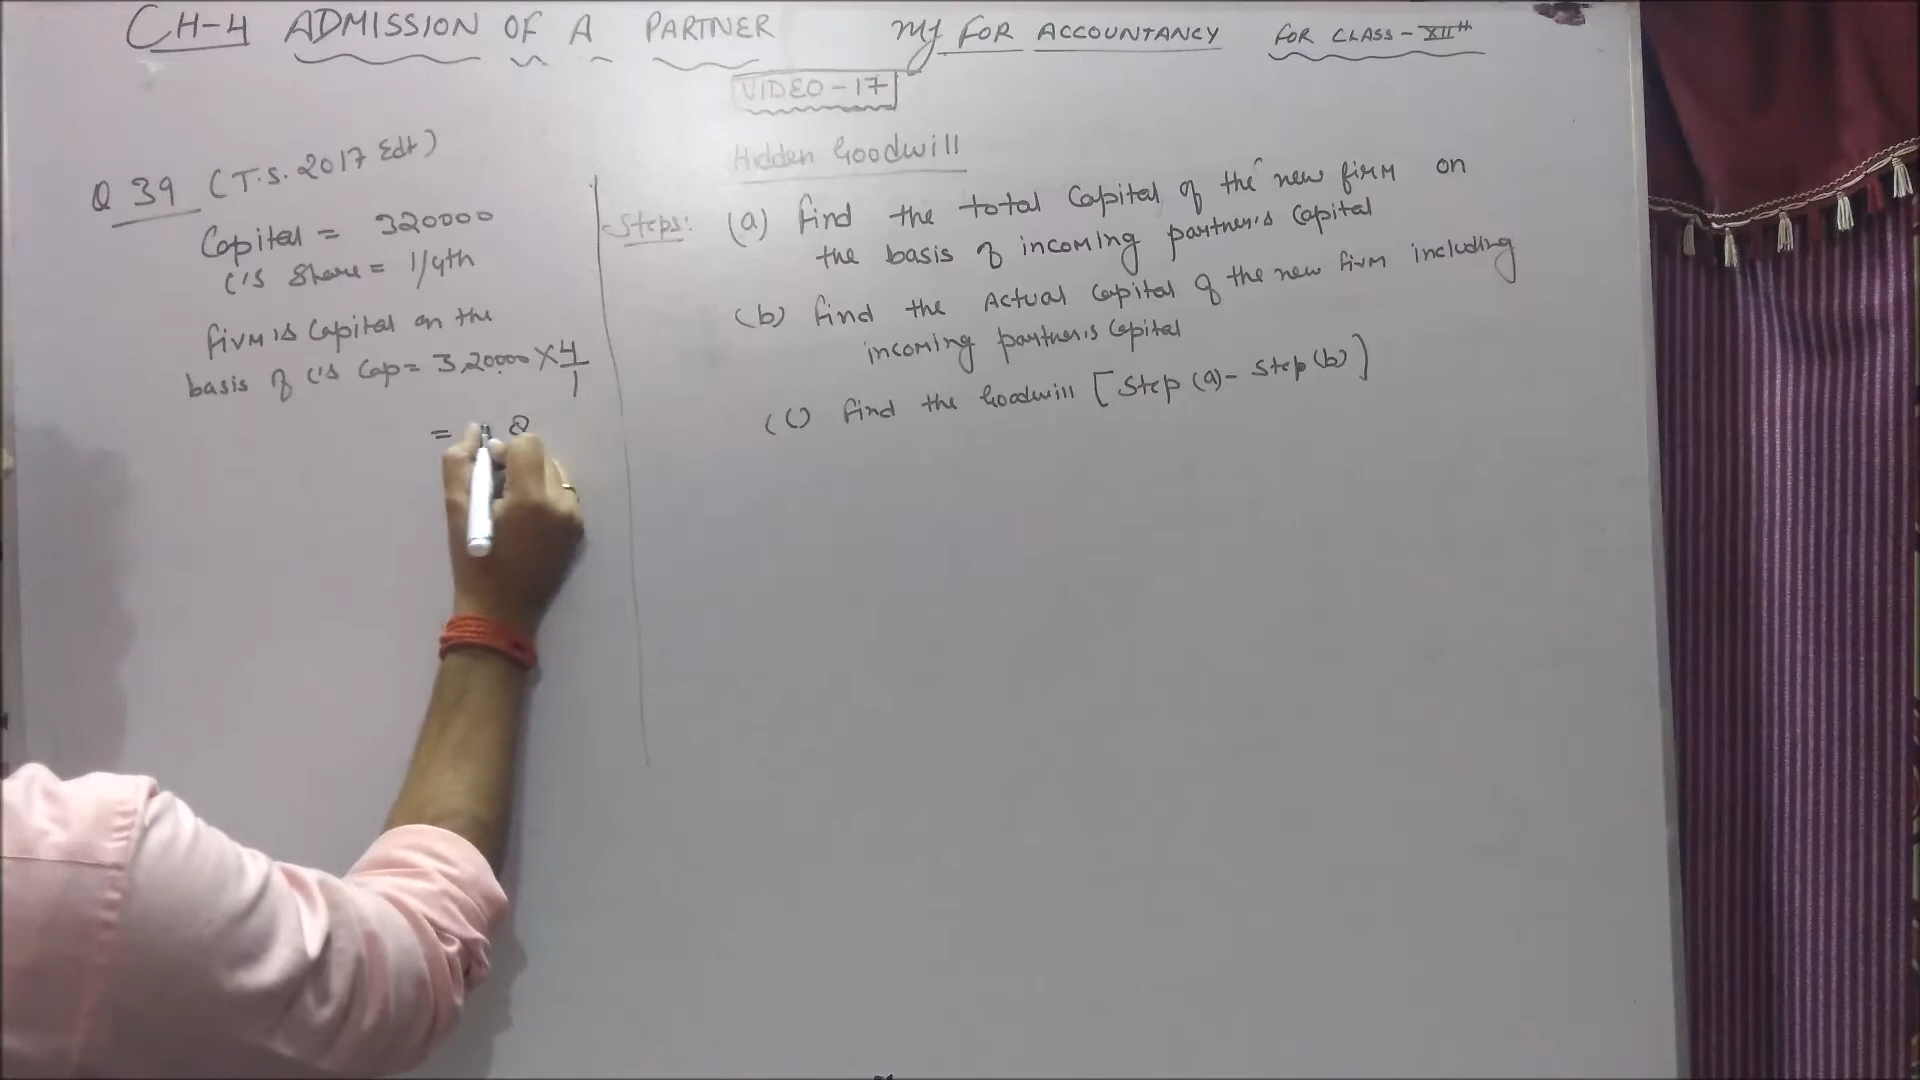 CH-4 ADMISSION OF A PARTNER
MJ FOR ACCOUNTANCY
FOR CLASS-XIIth
VIDEO-17
Q 39 (T.S. 2017 Edt)
Capital = 320000
C's Share = 1/4th
firm's Capital on the
basis of C's Cap = 3,20000 × 4/1
= 8
Hidden Goodwill
Steps: (a) find the total Capital of the new firm on
the basis of incoming partner's Capital
(b) find the Actual Capital of the new firm including
incoming partner's Capital
(c) find the Goodwill [Step (a) - Step (b)]